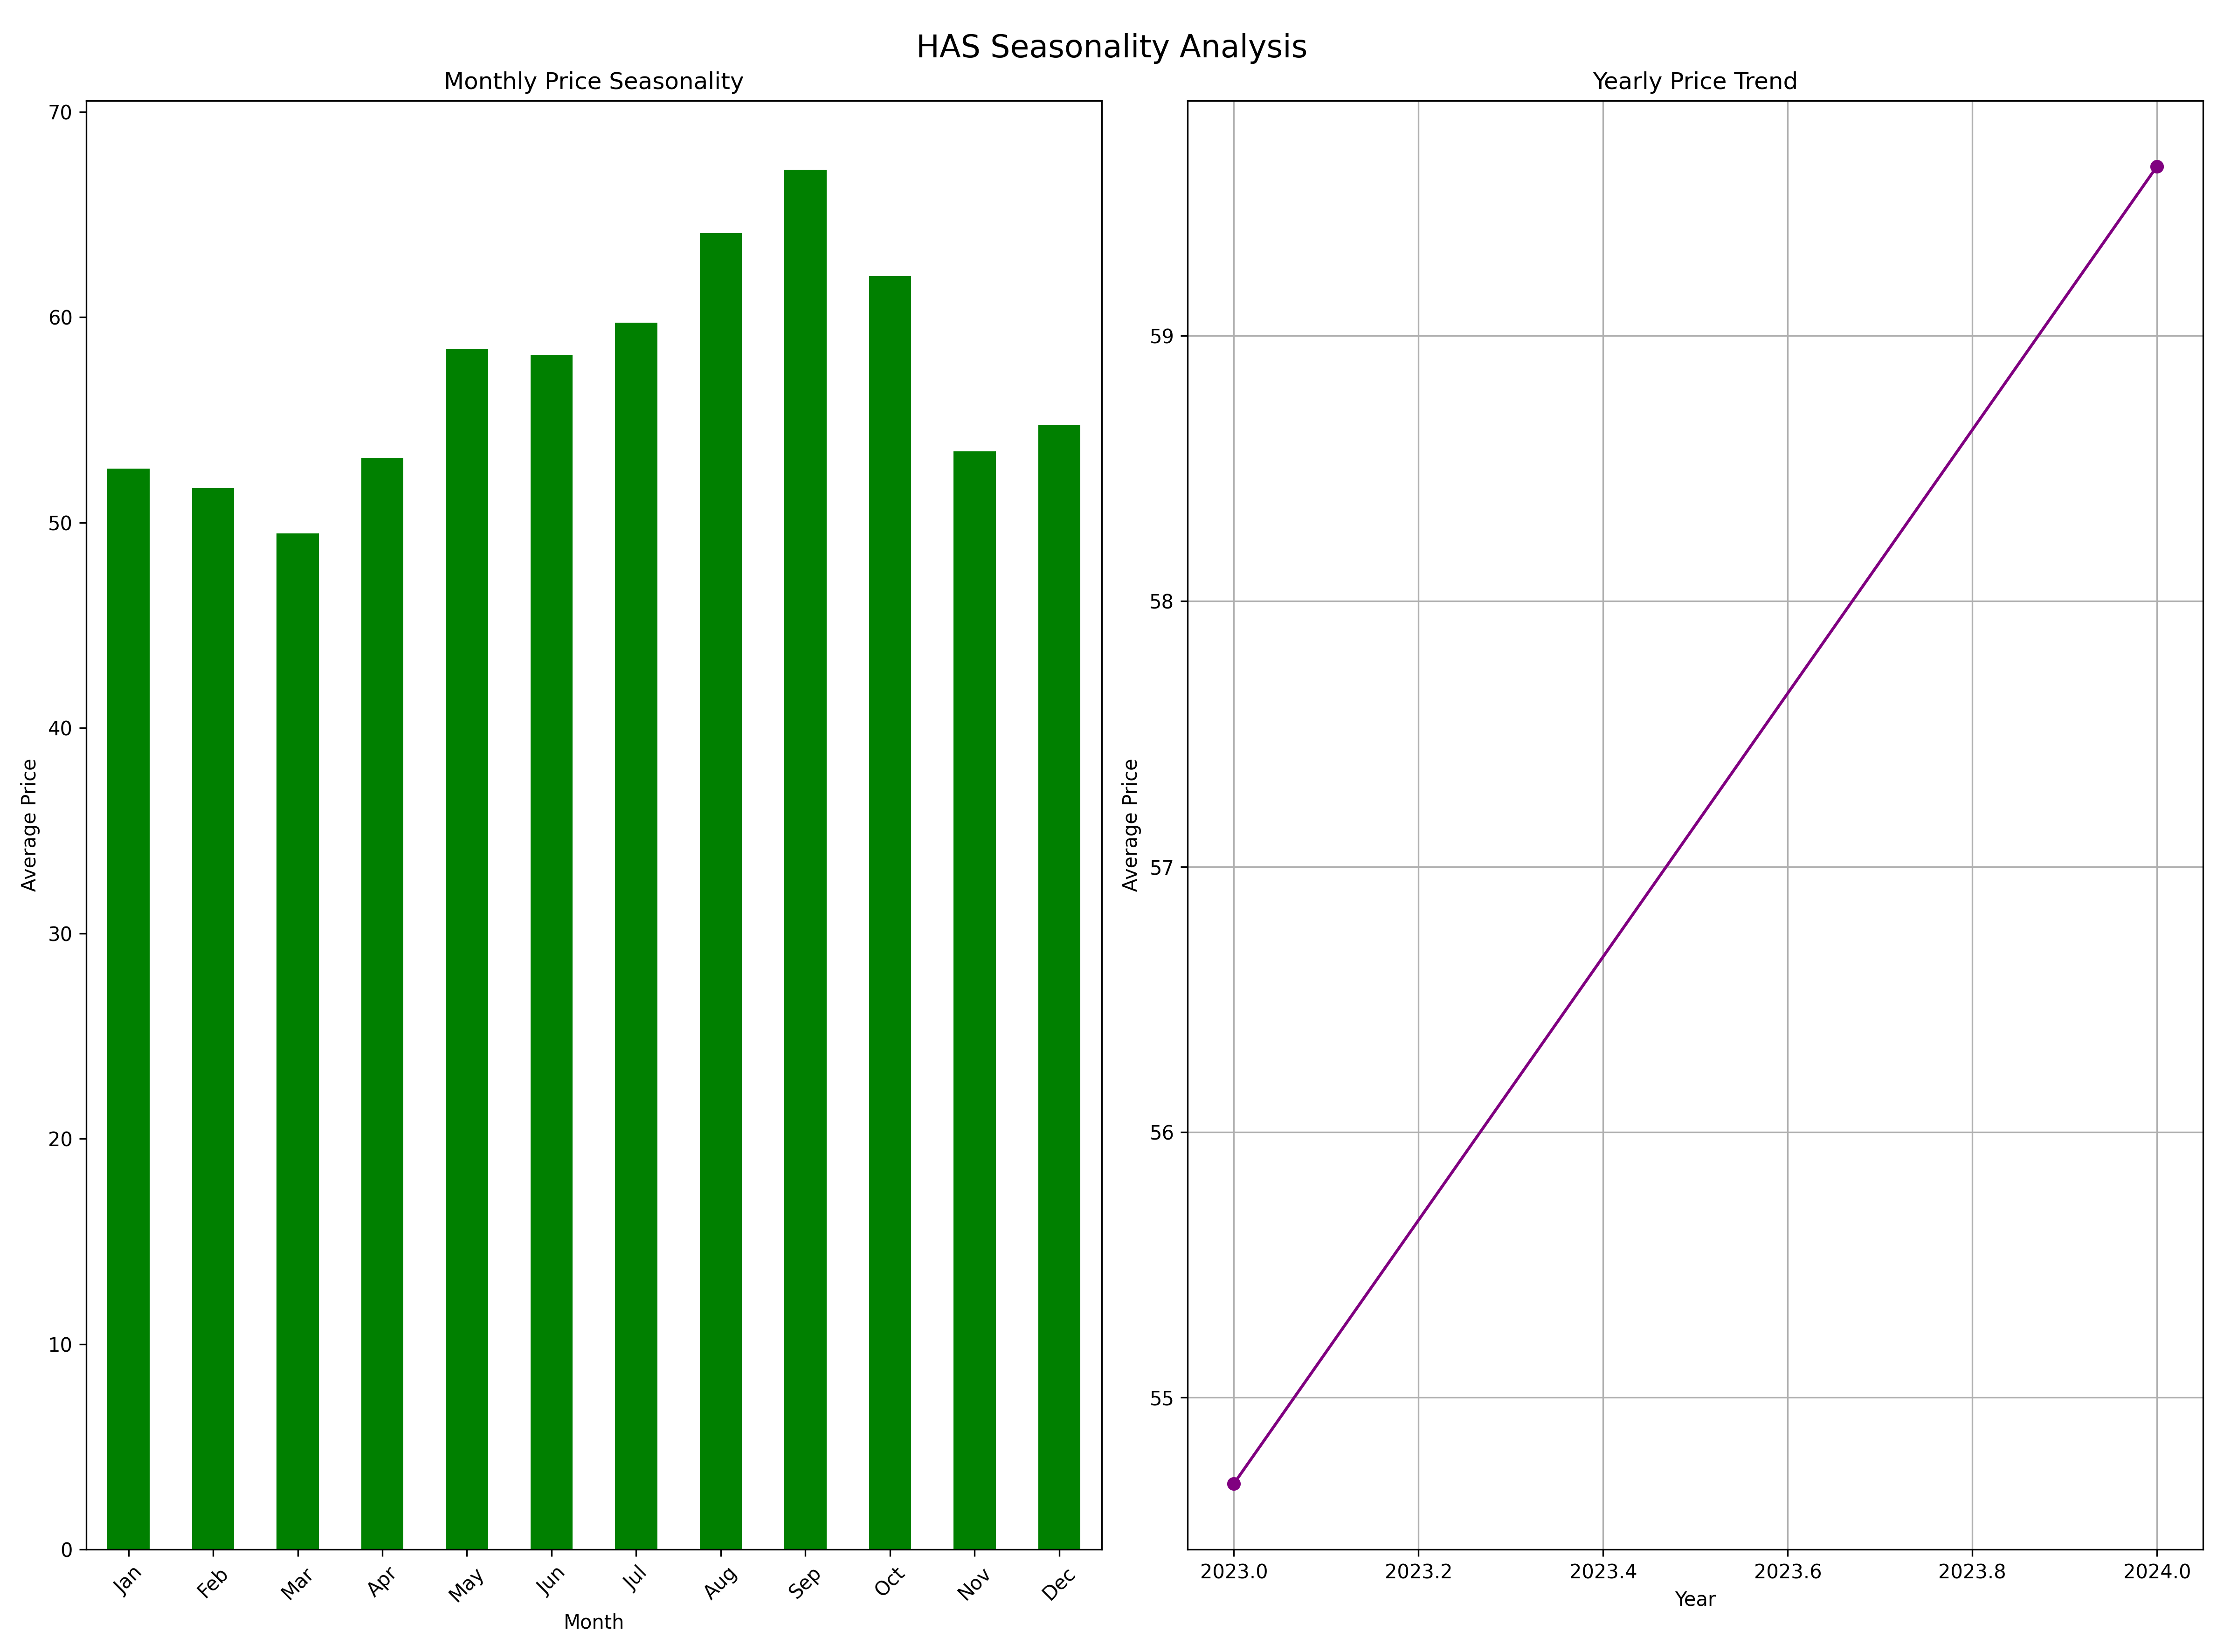 HAS Seasonality Analysis
Monthly Price Seasonality
70
60
50
40
30
20
10
0
Average Price
Jan Feb Mar Apr May Jun Jul Aug Sep Oct Nov Dec
Month
Yearly Price Trend
59
58
57
56
55
Average Price
2023.0 2023.2 2023.4 2023.6 2023.8 2024.0
Year